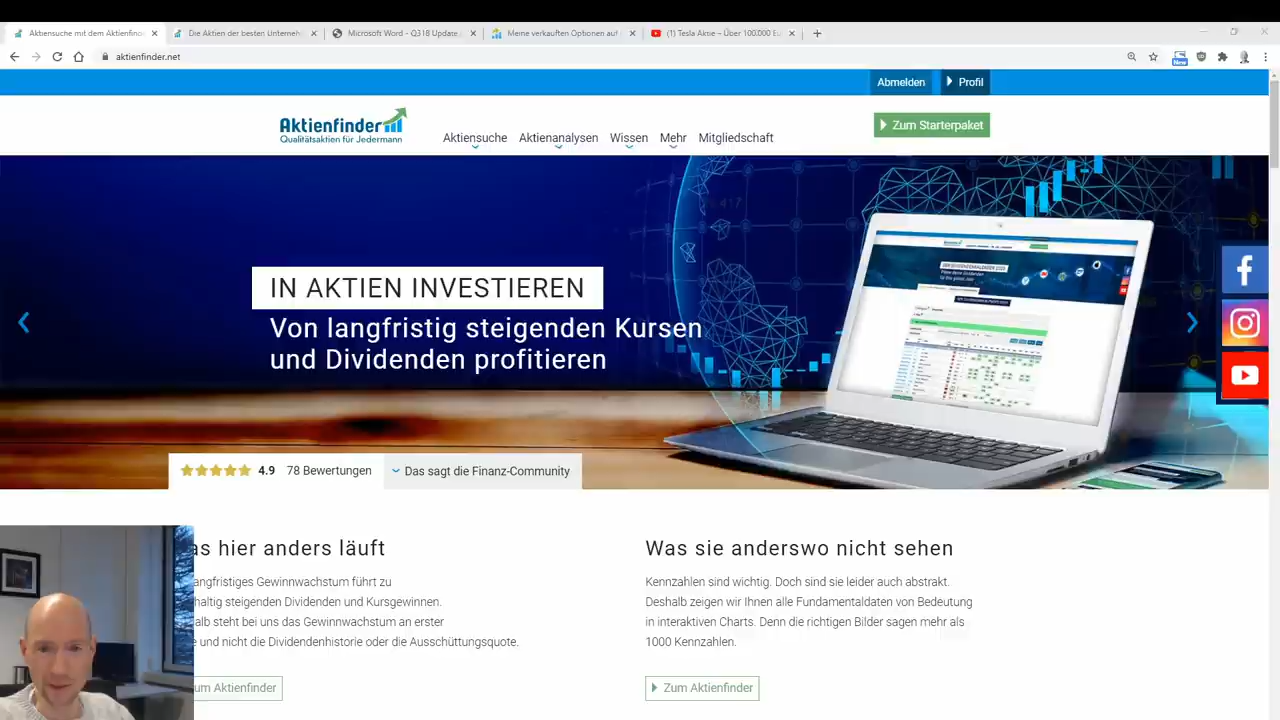 Aktiensuche mit dem Aktienfind
Die Aktien der besten Unterneh
Microsoft Word - Q318 Update
Meine verkauften Optionen auf
(1) Tesla Aktie – Über 100.000 Eu
aktienfinder.net
New
Abmelden
Profil
Aktienfinder
Qualitätsaktien für Jedermann
Aktiensuche
Aktienanalysen
Wissen
Mehr
Mitgliedschaft
Zum Starterpaket
IN AKTIEN INVESTIEREN
Von langfristig steigenden Kursen
und Dividenden profitieren
4.9 78 Bewertungen
Das sagt die Finanz-Community
as hier anders läuft
angfristiges Gewinnwachstum führt zu
haltig steigenden Dividenden und Kursgewinnen.
alb steht bei uns das Gewinnwachstum an erster
e und nicht die Dividendenhistorie oder die Ausschüttungsquote.
um Aktienfinder
Was sie anderswo nicht sehen
Kennzahlen sind wichtig. Doch sind sie leider auch abstrakt.
Deshalb zeigen wir Ihnen alle Fundamentaldaten von Bedeutung
in interaktiven Charts. Denn die richtigen Bilder sagen mehr als
1000 Kennzahlen.
Zum Aktienfinder